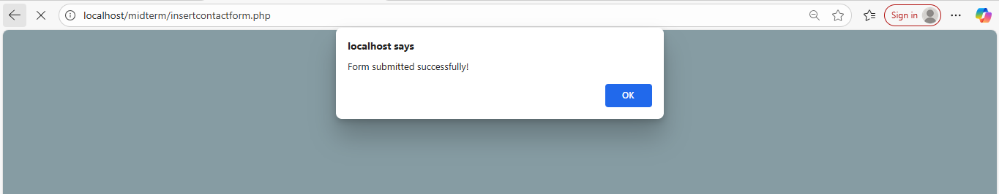 localhost/midterm/insertcontactform.php
Sign in
localhost says
Form submitted successfully!
OK